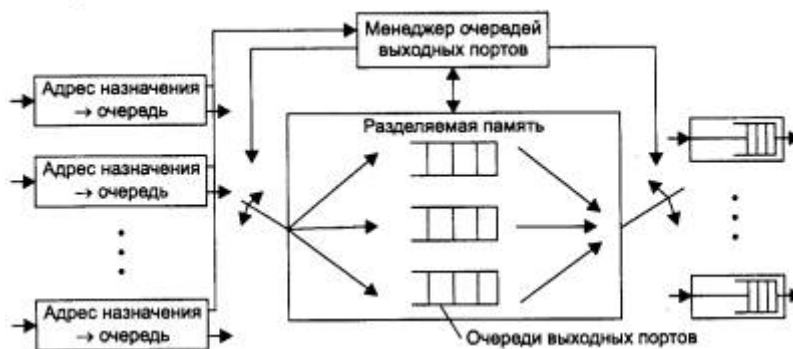 Менеджер очередей
выходных портов
Адрес назначения
→ очередь
Разделяемая память
Адрес назначения
→ очередь
Адрес назначения
→ очередь
Очереди выходных портов